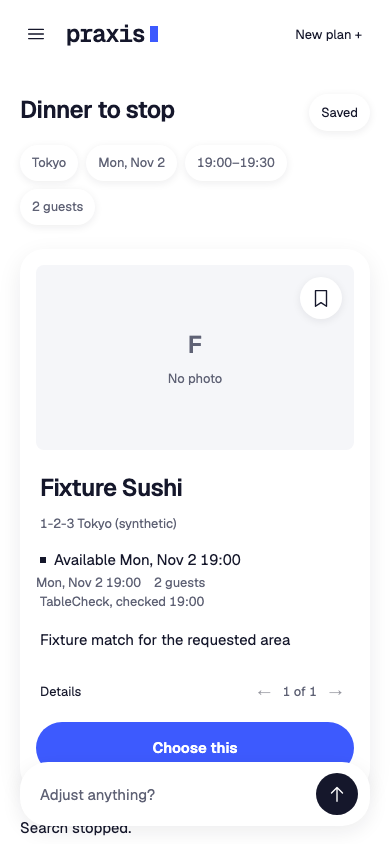 praxis
New plan +
Dinner to stop
Saved
Tokyo
Mon, Nov 2
19:00–19:30
2 guests
F
No photo
Fixture Sushi
1-2-3 Tokyo (synthetic)
Available Mon, Nov 2 19:00
Mon, Nov 2 19:00 2 guests
TableCheck, checked 19:00
Fixture match for the requested area
Details
← 1 of 1 →
Choose this
Adjust anything?
Search stopped.